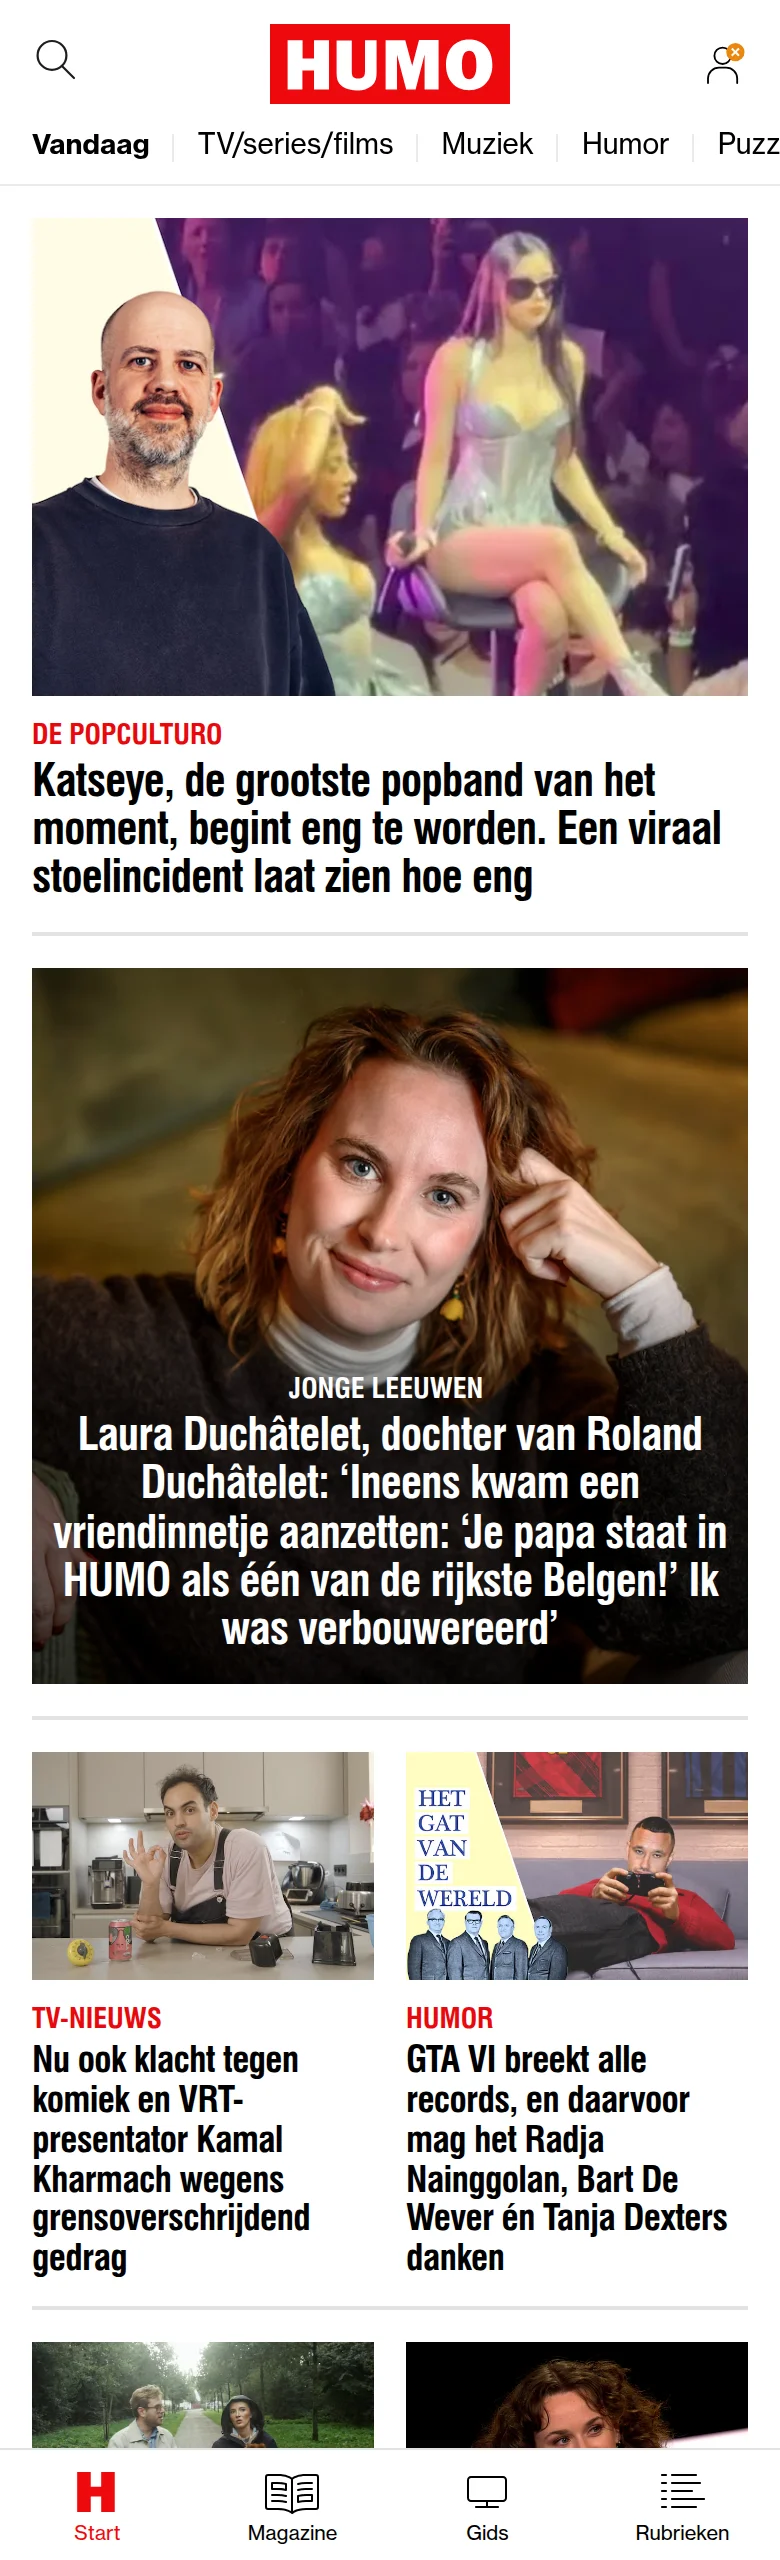 HUMO
Vandaag
TV/series/films
Muziek
Humor
Puzz
DE POPCULTURO
Katseye, de grootste popband van het
moment, begint eng te worden. Een viraal
stoelincident laat zien hoe eng
JONGE LEEUWEN
Laura Duchâtelet, dochter van Roland
Duchâtelet: ‘Ineens kwam een
vriendinnetje aanzetten: ‘Je papa staat in
HUMO als één van de rijkste Belgen!’ Ik
was verbouwereerd’
TV-NIEUWS
Nu ook klacht tegen
komiek en VRT-
presentator Kamal
Kharmach wegens
grensoverschrijdend
gedrag
HET
GAT
VAN
DE
WERELD
HUMOR
GTA VI breekt alle
records, en daarvoor
mag het Radja
Nainggolan, Bart De
Wever én Tanja Dexters
danken
H
Start
Magazine
Gids
Rubrieken